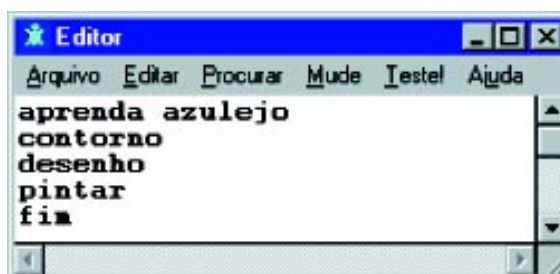 Editor
Arquivo Editar Procurar Mude Teste! Ajuda
aprenda azulejo
contorno
desenho
pintar
fim